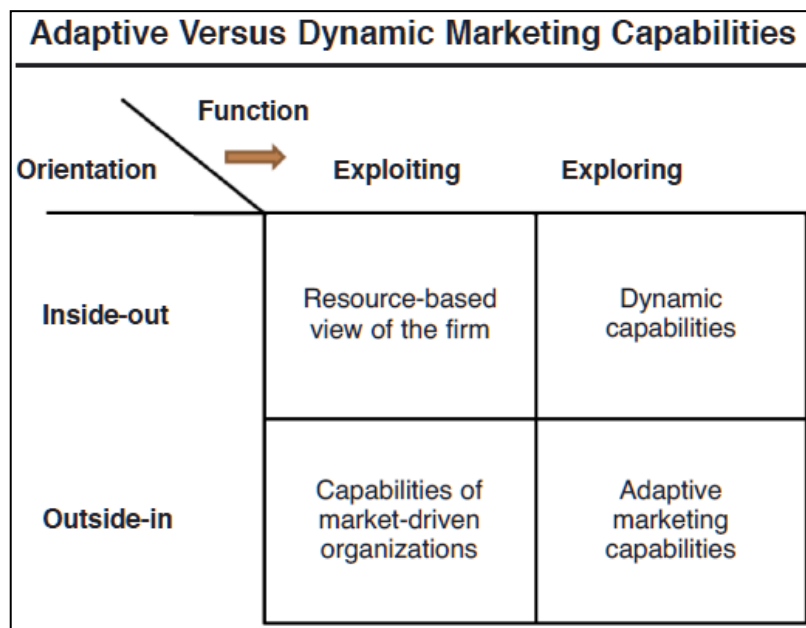 Adaptive Versus Dynamic Marketing Capabilities
Function
Orientation
Exploiting
Exploring
Inside-out
Resource-based
view of the firm
Dynamic
capabilities
Outside-in
Capabilities of
market-driven
organizations
Adaptive
marketing
capabilities